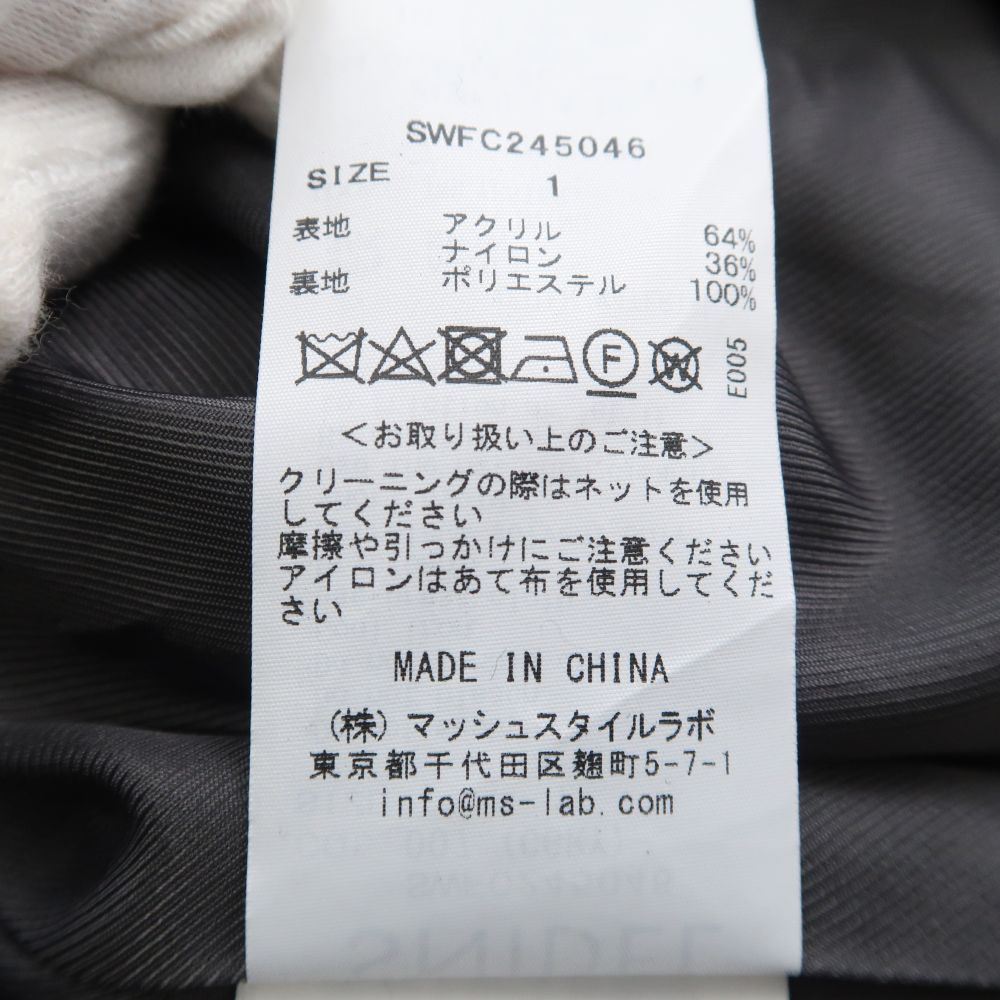 SWFC245046
SIZE 1
表地 アクリル 64%
ナイロン 36%
裏地 ポリエステル 100%
F W E005
＜お取り扱い上のご注意＞
クリーニングの際はネットを使用
してください
摩擦や引っかけにご注意ください
アイロンはあて布を使用してくだ
さい
MADE IN CHINA
(株) マッシュスタイルラボ
東京都千代田区麹町5-7-1
info@ms-lab.com